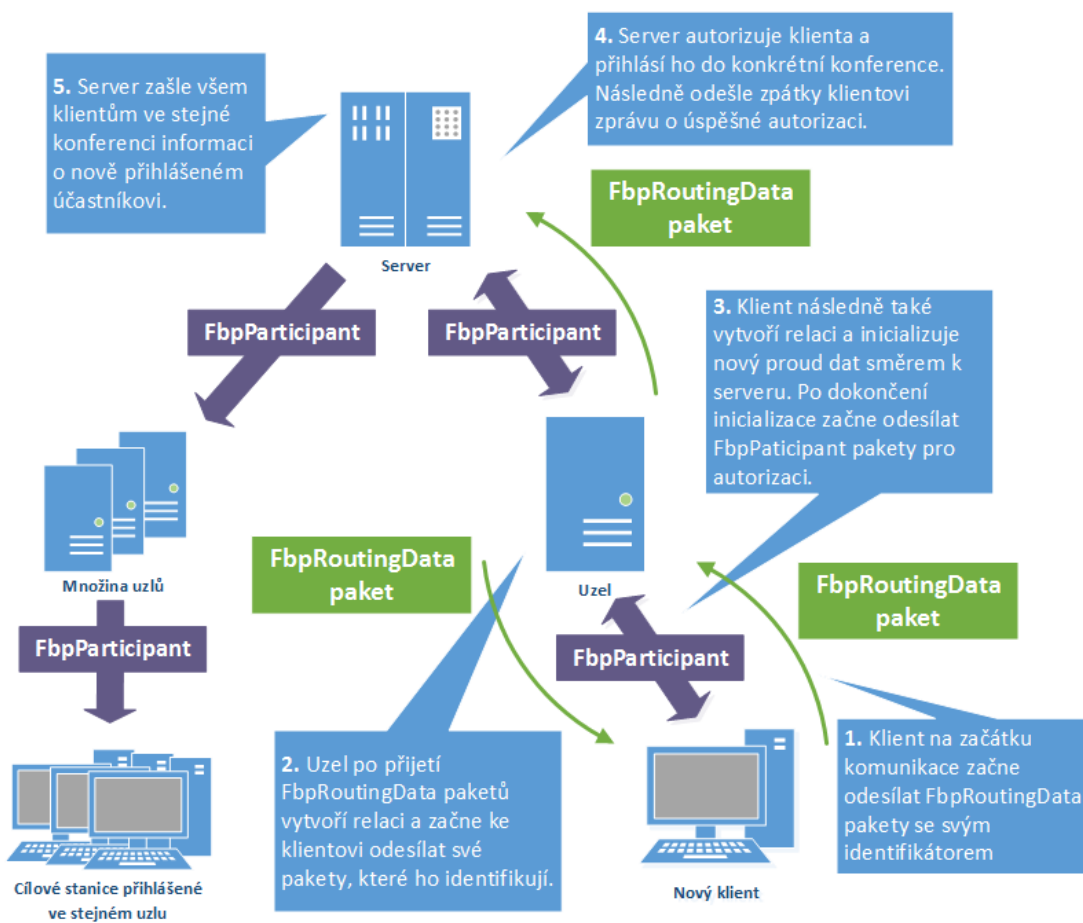 5. Server zašle všem
klientům ve stejné
konferenci informaci
o nově přihlášeném
účastníkovi.
4. Server autorizuje klienta a
přihlásí ho do konkrétní konference.
Následně odešle zpátky klientovi
zprávu o úspěšné autorizaci.
FbpRoutingData
paket
Server
FbpParticipant
FbpParticipant
3. Klient následně také
vytvoří relaci a inicializuje
nový proud dat směrem k
serveru. Po dokončení
inicializace začne odesílat
FbpPaticipant pakety pro
autorizaci.
Množina uzlů
FbpRoutingData
paket
Uzel
FbpRoutingData
paket
FbpParticipant
FbpParticipant
2. Uzel po přijetí
FbpRoutingData paketů
vytvoří relaci a začne ke
klientovi odesílat své
pakety, které ho identifikují.
1. Klient na začátku
komunikace začne
odesílat FbpRoutingData
pakety se svým
identifikátorem
Cílové stanice přihlášené
ve stejném uzlu
Nový klient